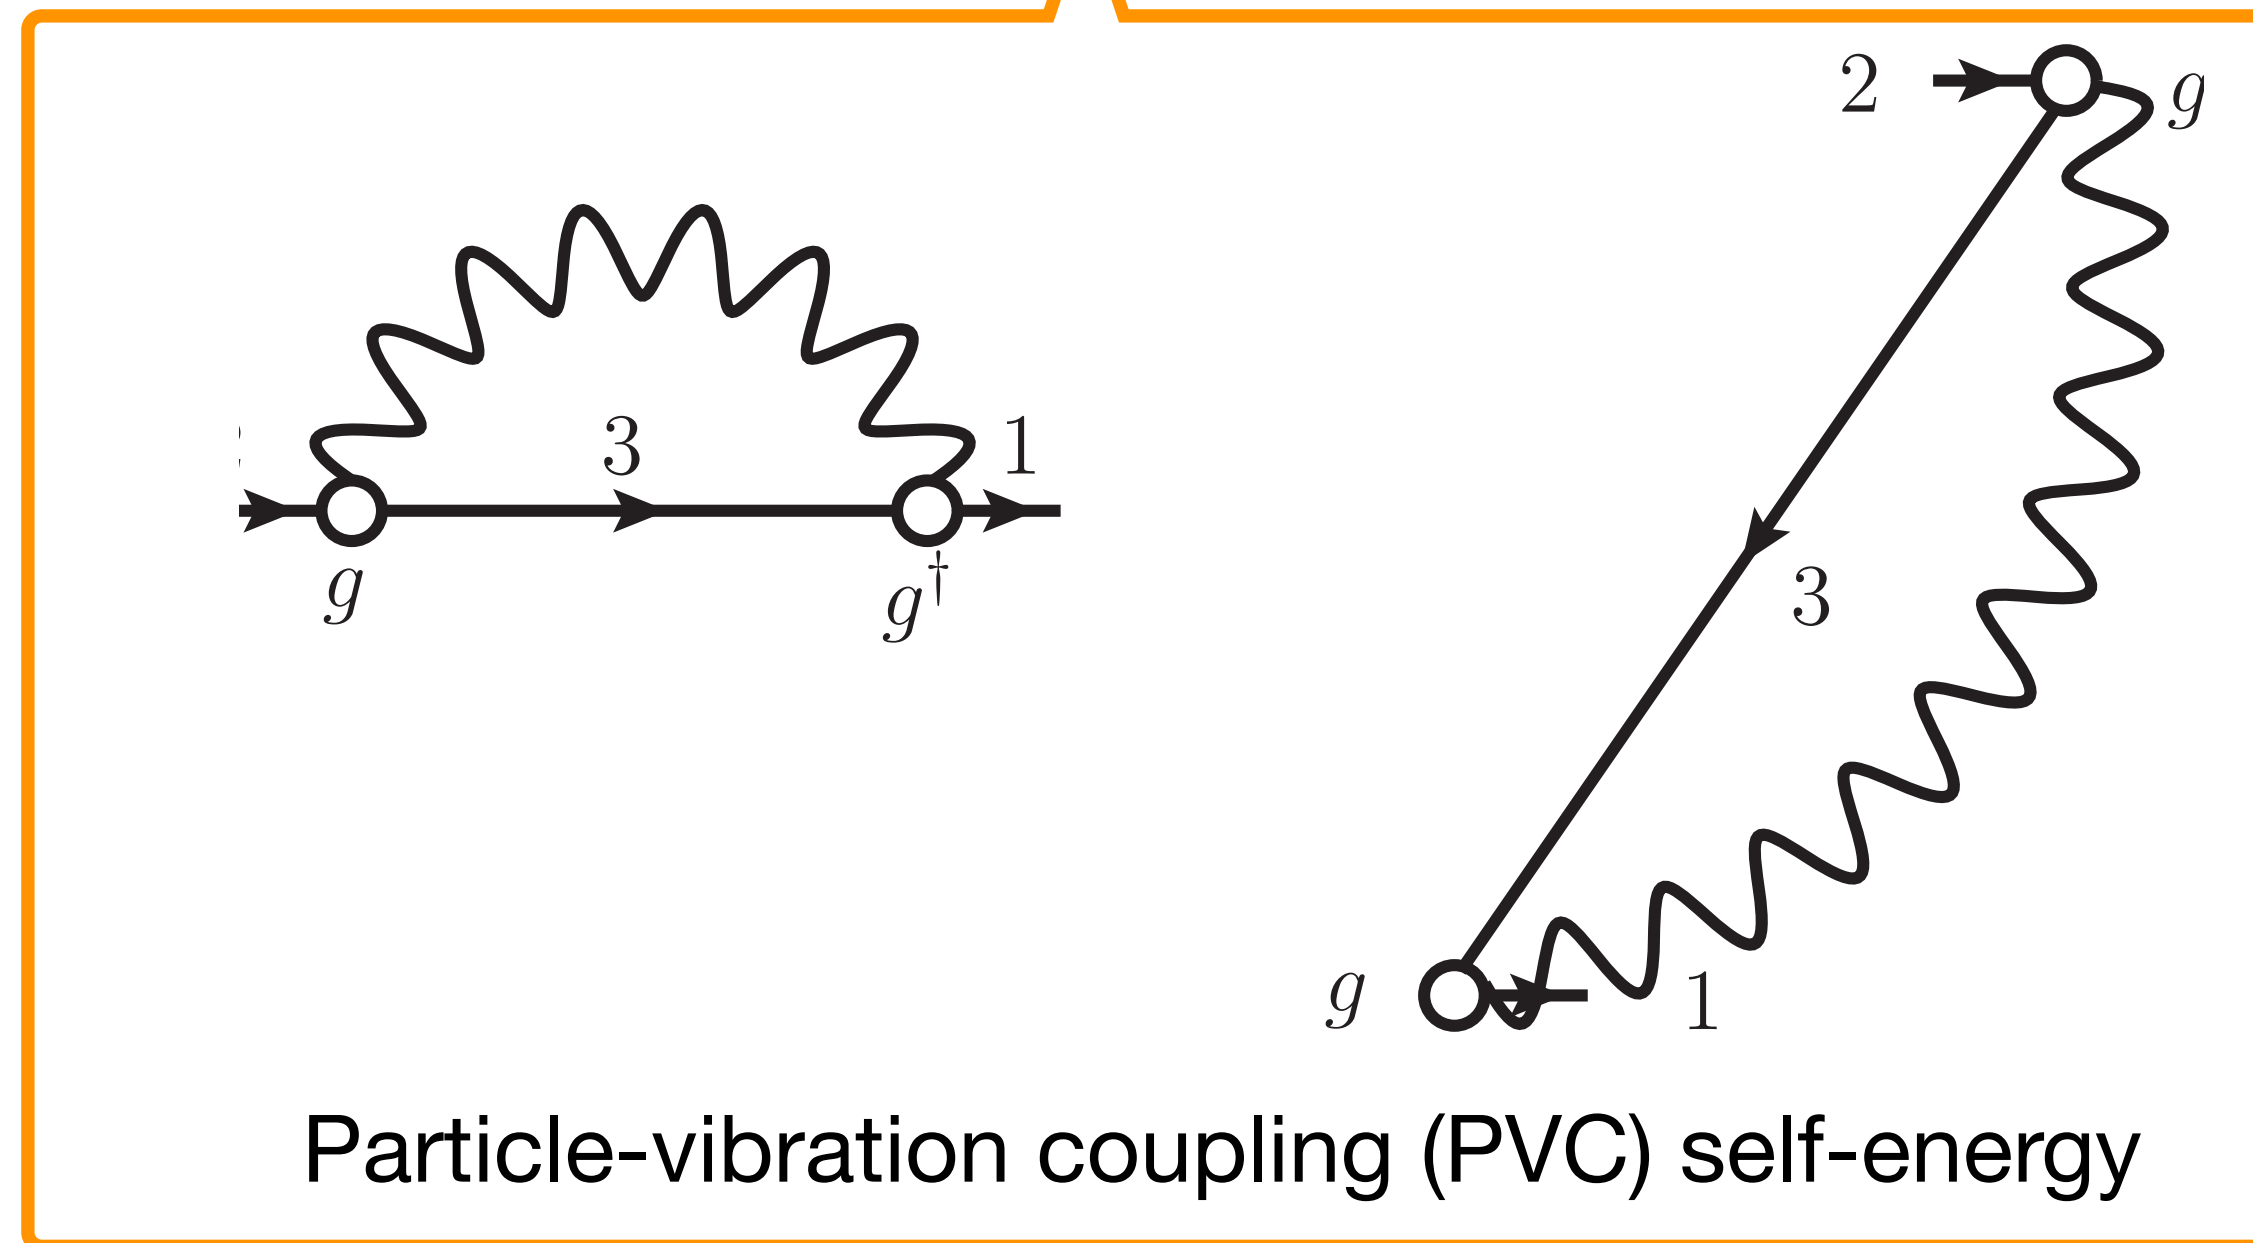 2
g
3
1
g
g†
3
g
1
Particle-vibration coupling (PVC) self-energy